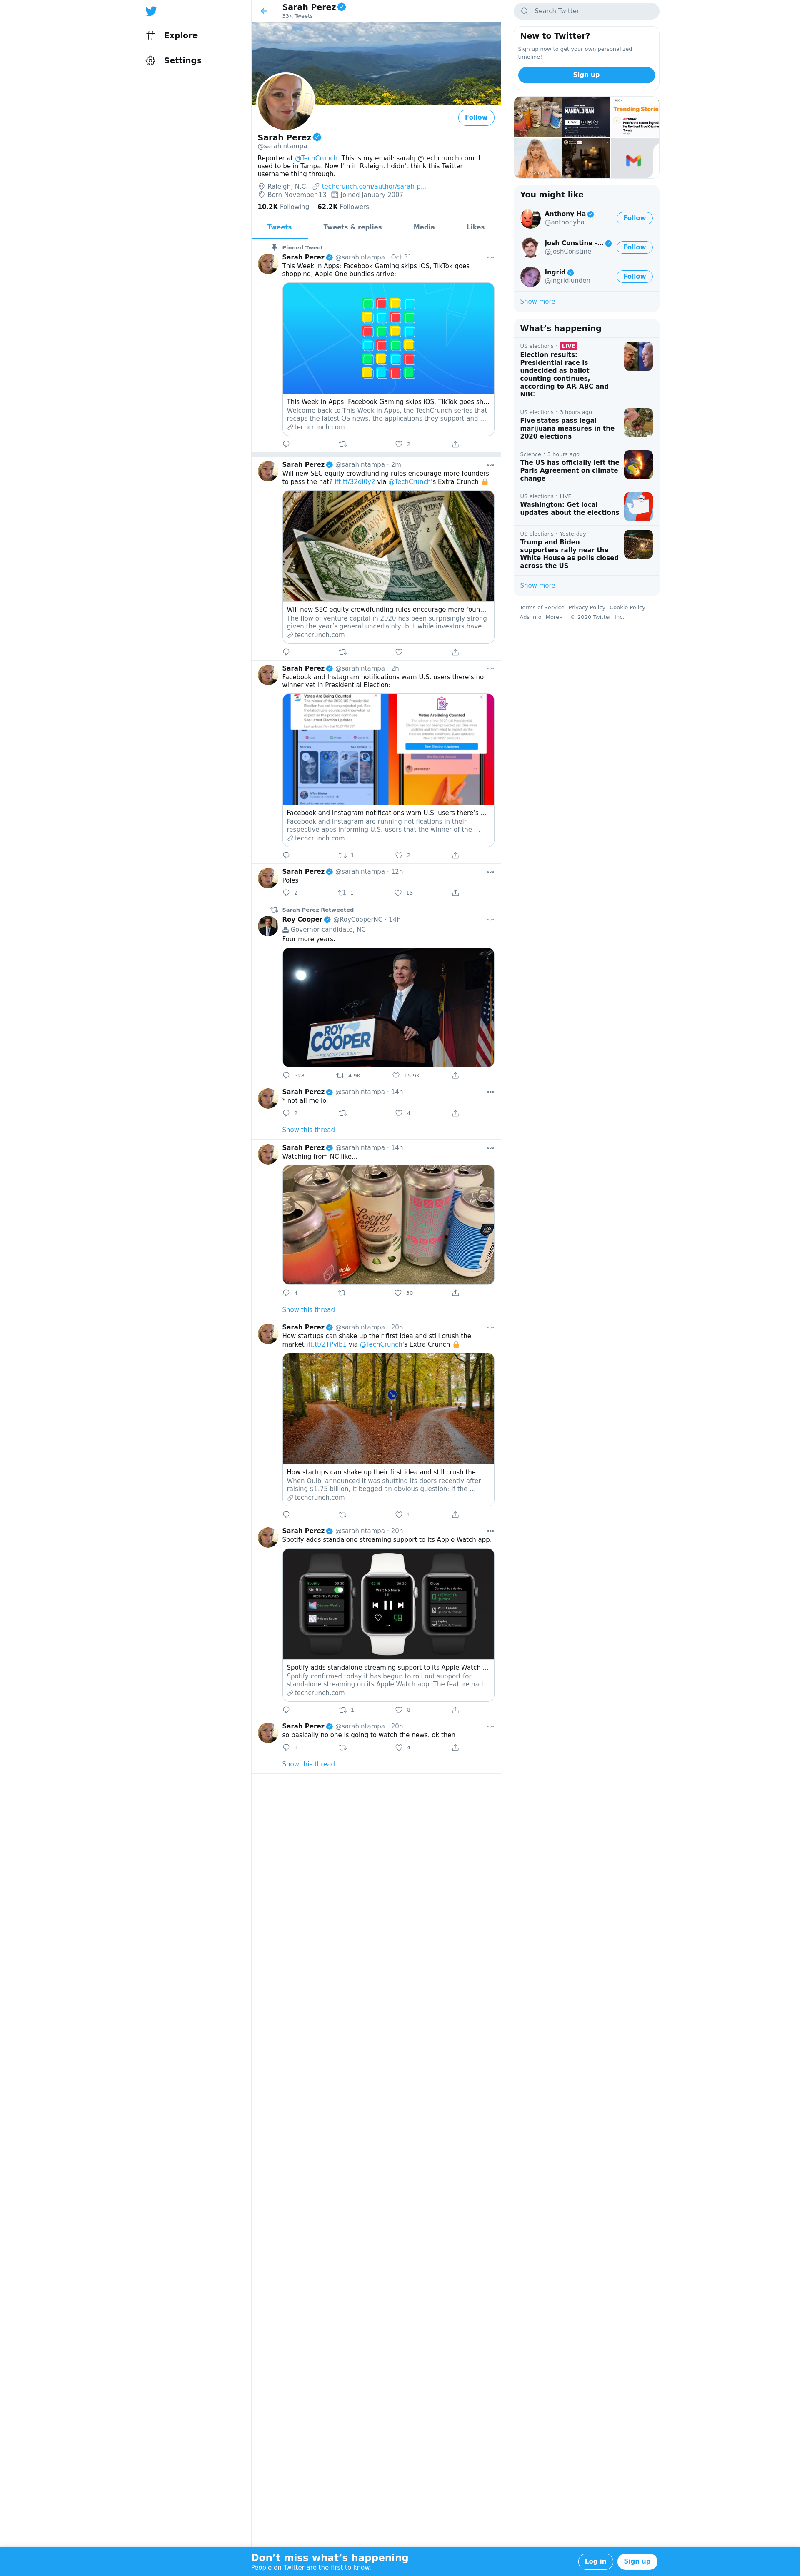 Explore
Settings
Sarah Perez
33K Tweets
Follow
Sarah Perez
@sarahintampa
Reporter at @TechCrunch. This is my email: sarahp@techcrunch.com. I
used to be in Tampa. Now I'm in Raleigh. I didn't think this Twitter
username thing through.
Raleigh, N.C. techcrunch.com/author/sarah-p...
Born November 13 Joined January 2007
10.2K Following 62.2K Followers
Tweets Tweets & replies Media Likes
Pinned Tweet
Sarah Perez @sarahintampa · Oct 31
This Week in Apps: Facebook Gaming skips iOS, TikTok goes
shopping, Apple One bundles arrive:
This Week in Apps: Facebook Gaming skips iOS, TikTok goes sh...
Welcome back to This Week in Apps, the TechCrunch series that
recaps the latest OS news, the applications they support and ...
techcrunch.com
2
Sarah Perez @sarahintampa · 2m
Will new SEC equity crowdfunding rules encourage more founders
to pass the hat? ift.tt/32di0y2 via @TechCrunch's Extra Crunch 🔒
Will new SEC equity crowdfunding rules encourage more foun...
The flow of venture capital in 2020 has been surprisingly strong
given the year's general uncertainty, but while investors have...
techcrunch.com
Sarah Perez @sarahintampa · 2h
Facebook and Instagram notifications warn U.S. users there's no
winner yet in Presidential Election:
Votes Are Being Counted
Votes Are Being Counted
See Election Updates
Facebook and Instagram notifications warn U.S. users there's ...
Facebook and Instagram are running notifications in their
respective apps informing U.S. users that the winner of the ...
techcrunch.com
1 2
Sarah Perez @sarahintampa · 12h
Poles
2 1 13
Sarah Perez Retweeted
Roy Cooper @RoyCooperNC · 14h
Governor candidate, NC
Four more years.
ROY
COOPER
528 4.9K 15.9K
Sarah Perez @sarahintampa · 14h
* not all me lol
2 4
Show this thread
Sarah Perez @sarahintampa · 14h
Watching from NC like...
Losing
my
lettuce
4 30
Show this thread
Sarah Perez @sarahintampa · 20h
How startups can shake up their first idea and still crush the
market ift.tt/2TPvlb1 via @TechCrunch's Extra Crunch 🔒
How startups can shake up their first idea and still crush the ...
When Quibi announced it was shutting its doors recently after
raising $1.75 billion, it begged an obvious question: If the ...
techcrunch.com
1
Sarah Perez @sarahintampa · 20h
Spotify adds standalone streaming support to its Apple Watch app:
Shuffle
Wait No More
Close
Spotify adds standalone streaming support to its Apple Watch ...
Spotify confirmed today it has begun to roll out support for
standalone streaming on its Apple Watch app. The feature had...
techcrunch.com
1 8
Sarah Perez @sarahintampa · 20h
so basically no one is going to watch the news. ok then
1 4
Show this thread
Search Twitter
New to Twitter?
Sign up now to get your own personalized
timeline!
Sign up
MANDALORIAN
Trending Storie
You might like
Anthony Ha
@anthonyha
Follow
Josh Constine -...
@JoshConstine
Follow
Ingrid
@ingridlunden
Follow
Show more
What's happening
US elections · LIVE
Election results:
Presidential race is
undecided as ballot
counting continues,
according to AP, ABC and
NBC
US elections · 3 hours ago
Five states pass legal
marijuana measures in the
2020 elections
Science · 3 hours ago
The US has officially left the
Paris Agreement on climate
change
US elections · LIVE
Washington: Get local
updates about the elections
US elections · Yesterday
Trump and Biden
supporters rally near the
White House as polls closed
across the US
Show more
Terms of Service Privacy Policy Cookie Policy
Ads info More © 2020 Twitter, Inc.
Don't miss what's happening
People on Twitter are the first to know.
Log in
Sign up